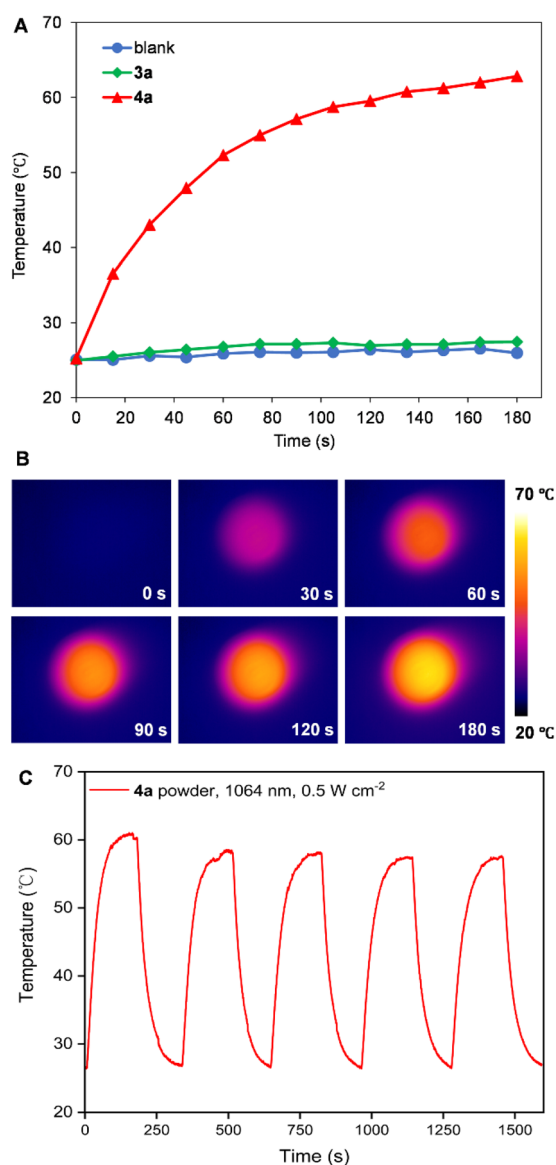 A
70
60
50
40
30
20
Temperature (℃)
blank
3a
4a
0 20 40 60 80 100 120 140 160 180
Time (s)
B
0 s
30 s
60 s
90 s
120 s
180 s
70 ℃
20 ℃
C
70
60
50
40
30
20
Temperature (℃)
4a powder, 1064 nm, 0.5 W cm⁻²
0 250 500 750 1000 1250 1500
Time (s)